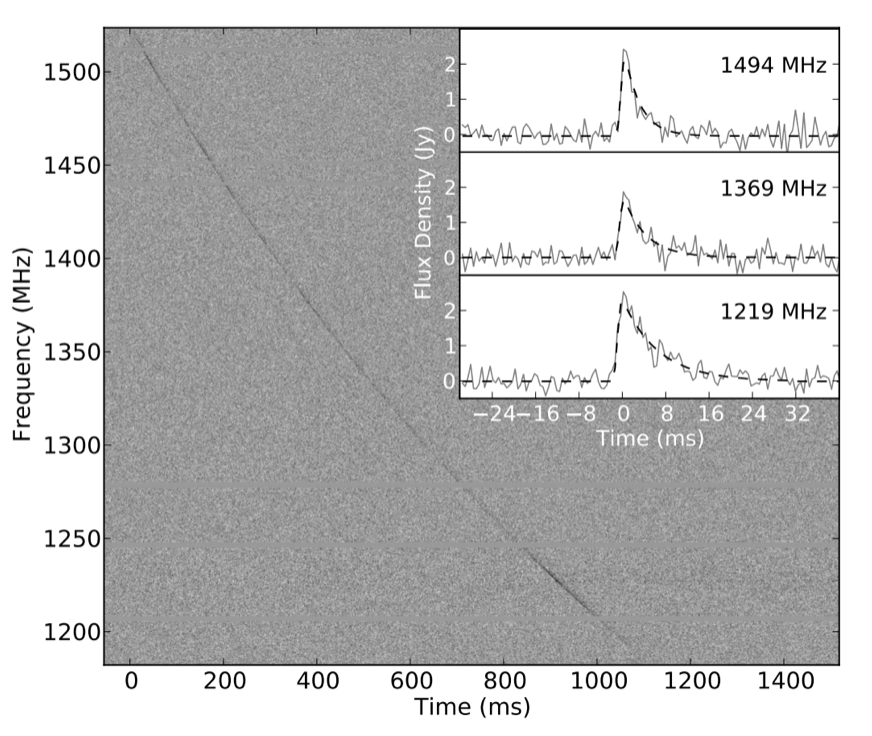 1500
1450
1400
1350
1300
1250
1200
Frequency (MHz)
0 200 400 600 800 1000 1200 1400
Time (ms)
Flux Density (Jy)
2
1
0
1494 MHz
2
1
0
1369 MHz
2
1
0
1219 MHz
−24 −16 −8 0 8 16 24 32
Time (ms)